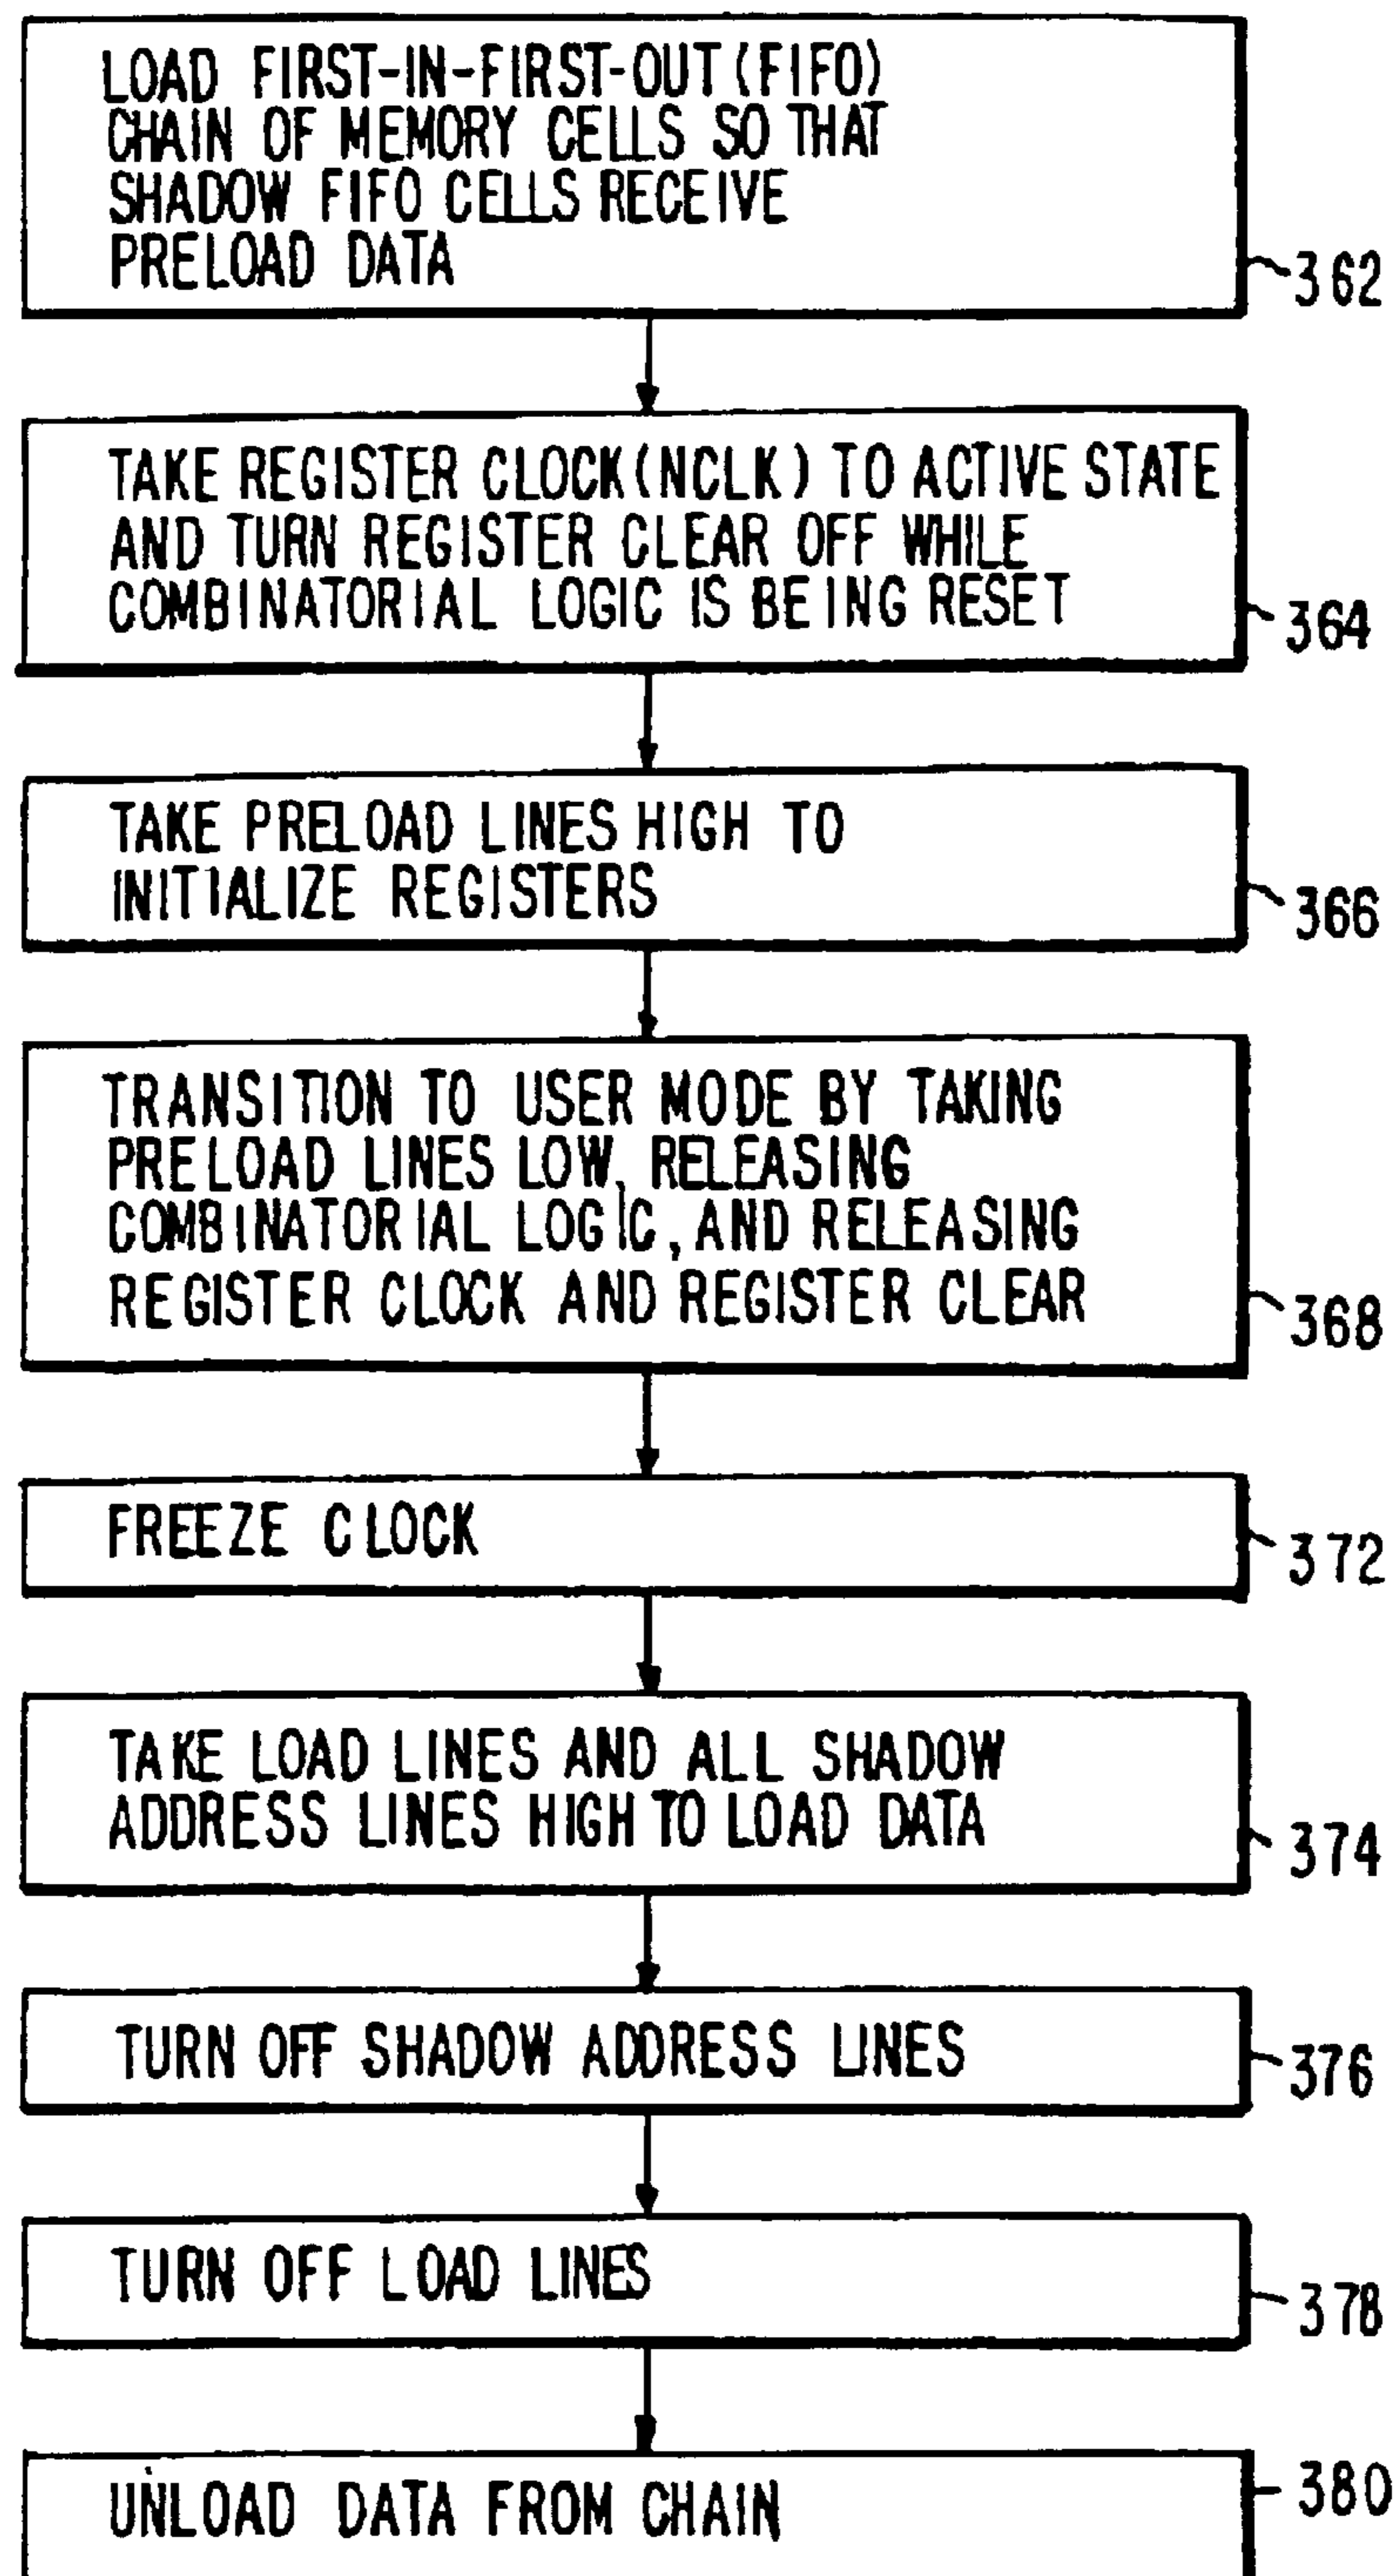 LOAD FIRST-IN-FIRST-OUT (FIFO)
CHAIN OF MEMORY CELLS SO THAT
SHADOW FIFO CELLS RECEIVE
PRELOAD DATA
362
TAKE REGISTER CLOCK (NCLK) TO ACTIVE STATE
AND TURN REGISTER CLEAR OFF WHILE
COMBINATORIAL LOGIC IS BEING RESET
364
TAKE PRELOAD LINES HIGH TO
INITIALIZE REGISTERS
366
TRANSITION TO USER MODE BY TAKING
PRELOAD LINES LOW, RELEASING
COMBINATORIAL LOGIC, AND RELEASING
REGISTER CLOCK AND REGISTER CLEAR
368
FREEZE CLOCK
372
TAKE LOAD LINES AND ALL SHADOW
ADDRESS LINES HIGH TO LOAD DATA
374
TURN OFF SHADOW ADDRESS LINES
376
TURN OFF LOAD LINES
378
UNLOAD DATA FROM CHAIN
380